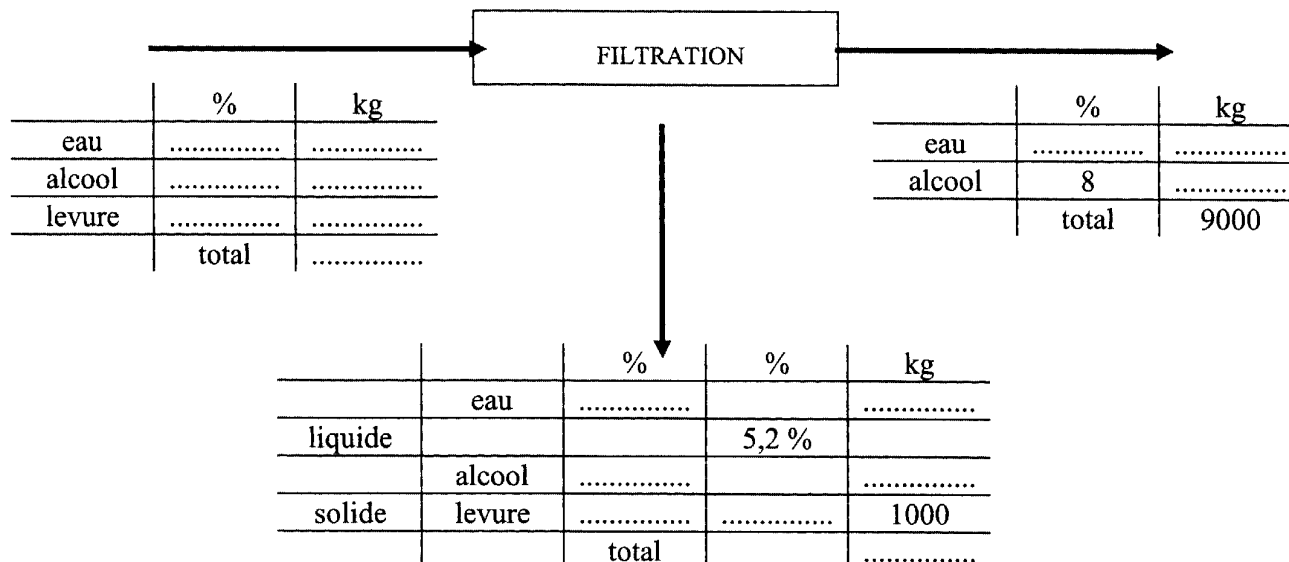 FILTRATION
% kg
eau .............. ..............
alcool .............. ..............
levure .............. ..............
total ..............
% kg
eau .............. ..............
alcool 8 ..............
total 9000
% % kg
eau .............. ..............
liquide 5,2 %
alcool .............. ..............
solide levure .............. .............. 1000
total ..............